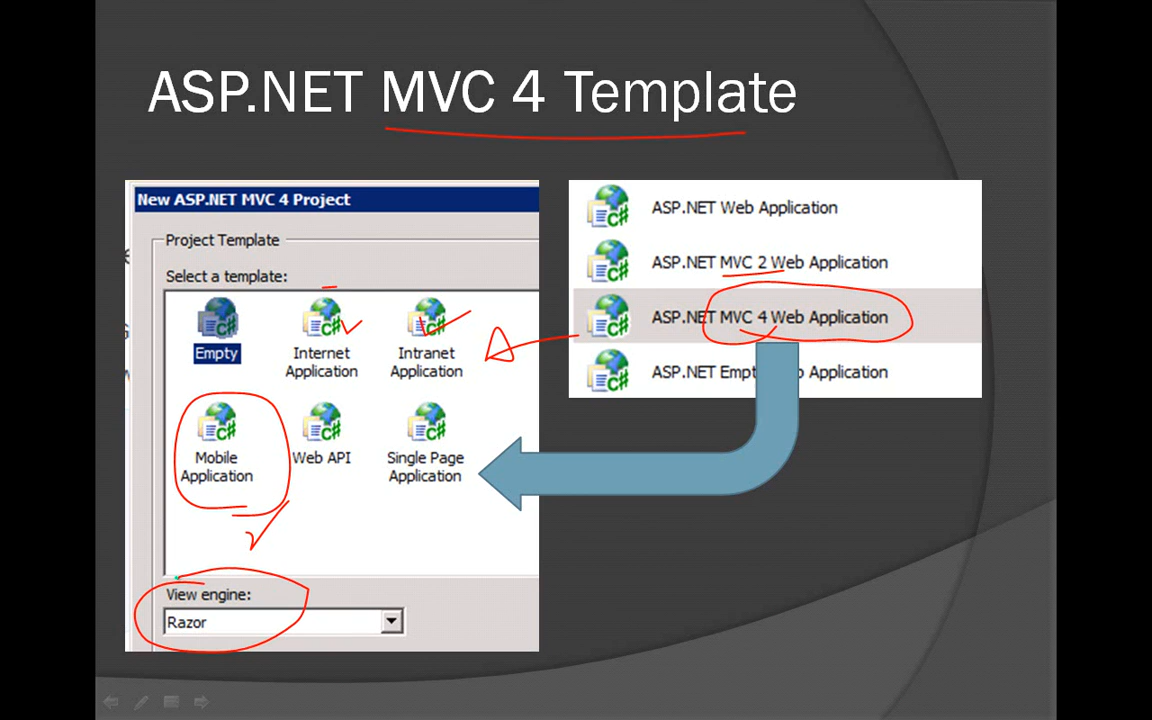 ASP.NET MVC 4 Template
New ASP.NET MVC 4 Project
Project Template
Select a template:
C# C# C#
Empty Internet Application Intranet Application
C# C# C#
Mobile Application Web API Single Page Application
View engine:
Razor
C# ASP.NET Web Application
C# ASP.NET MVC 2 Web Application
C# ASP.NET MVC 4 Web Application
C# ASP.NET Empt Application